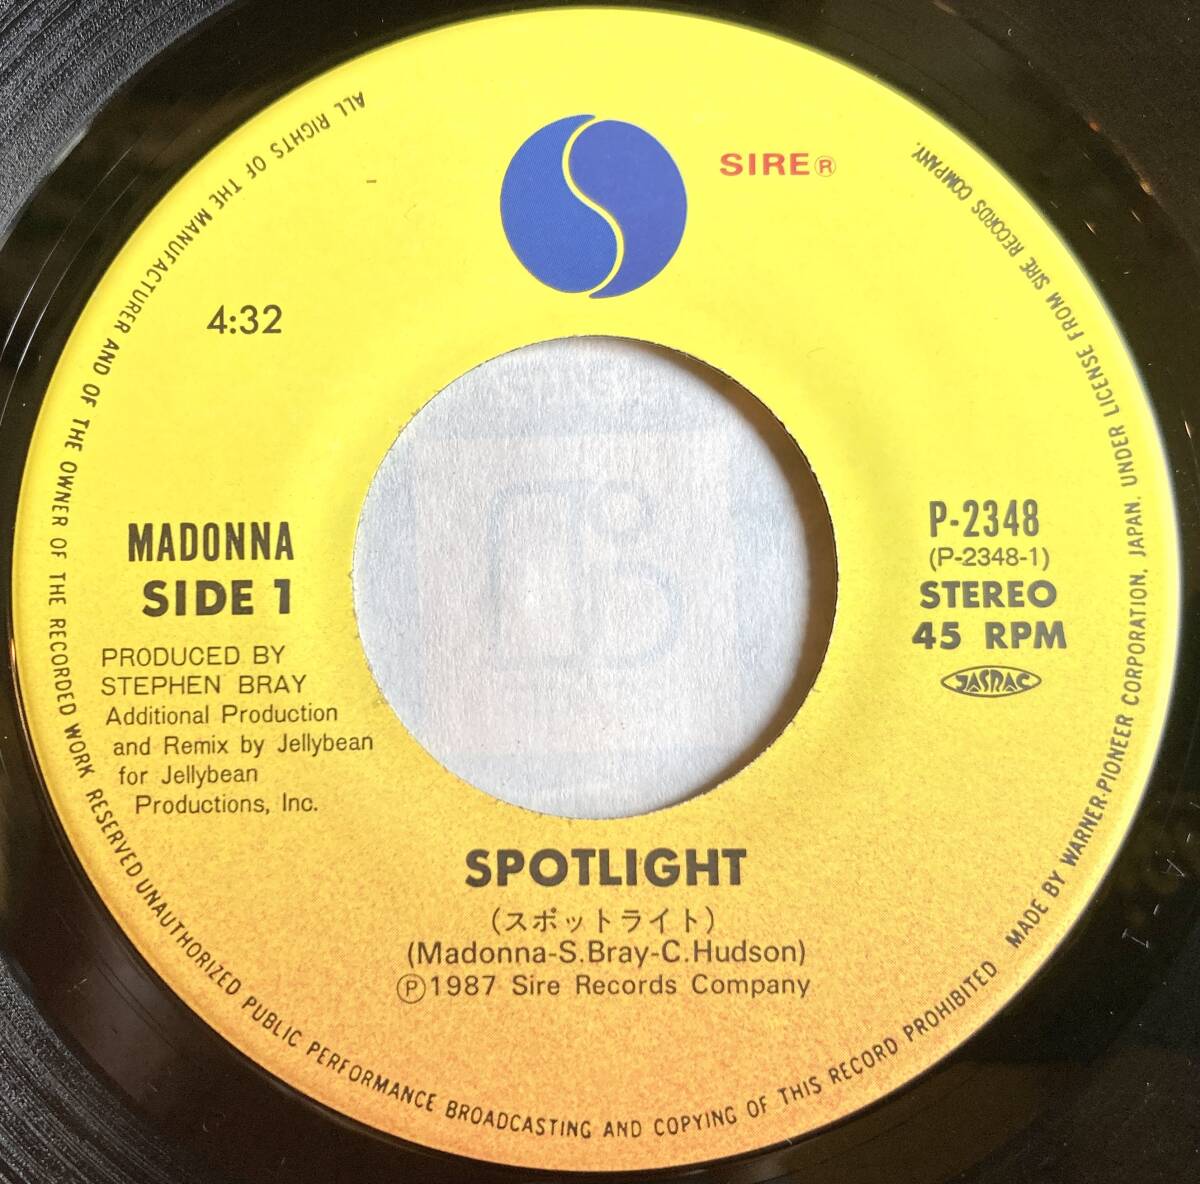 SIRE®
4:32
MADONNA
SIDE 1
PRODUCED BY
STEPHEN BRAY
Additional Production
and Remix by Jellybean
for Jellybean
Productions, Inc.
P-2348
(P-2348-1)
STEREO
45 RPM
JASRAC
SPOTLIGHT
(スポットライト)
(Madonna-S.Bray-C.Hudson)
Ⓟ1987 Sire Records Company
ALL RIGHTS OF THE MANUFACTURER AND OF THE OWNER OF THE RECORDED WORK RESERVED UNAUTHORIZED PUBLIC PERFORMANCE BROADCASTING AND COPYING OF THIS RECORD PROHIBITED
MADE BY WARNER-PIONEER CORPORATION, JAPAN. UNDER LICENSE FROM SIRE RECORDS COMPANY.